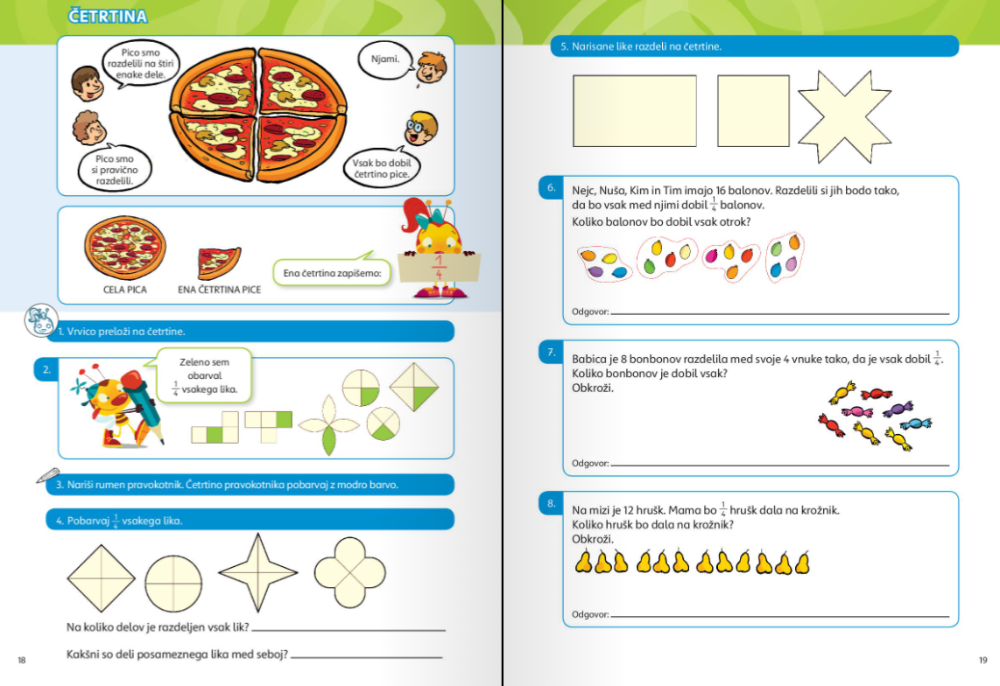 ČETRTINA
Pico smo
razdelili na štiri
enake dele.
Njami.
Pico smo
si pravično
razdelili.
Vsak bo dobil
četrtino pice.
CELA PICA
ENA ČETRTINA PICE
Ena četrtina zapišemo:
1/4
1. Vrvico preloži na četrtine.
2.
Zeleno sem
obarval
1/4 vsakega lika.
3. Nariši rumen pravokotnik. Četrtino pravokotnika pobarvaj z modro barvo.
4. Pobarvaj 1/4 vsakega lika.
Na koliko delov je razdeljen vsak lik?
Kakšni so deli posameznega lika med seboj?
18
5. Narisane like razdeli na četrtine.
6.
Nejc, Nuša, Kim in Tim imajo 16 balonov. Razdelili si jih bodo tako,
da bo vsak med njimi dobil 1/4 balonov.
Koliko balonov bo dobil vsak otrok?
Odgovor:
7.
Babica je 8 bonbonov razdelila med svoje 4 vnuke tako, da je vsak dobil 1/4.
Koliko bonbonov je dobil vsak?
Obkroži.
Odgovor:
8.
Na mizi je 12 hrušk. Mama bo 1/4 hrušk dala na krožnik.
Koliko hrušk bo dala na krožnik?
Obkroži.
Odgovor:
19